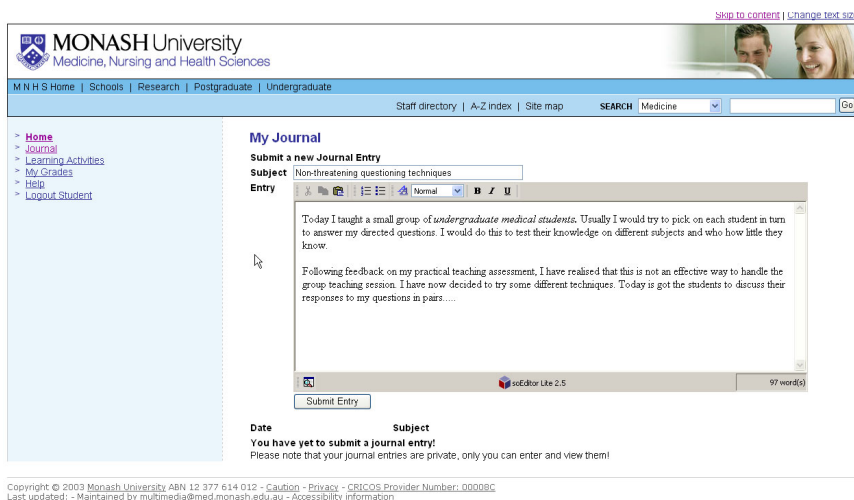 Skip to content | Change text siz
MONASH University
Medicine, Nursing and Health Sciences
M N H S Home | Schools | Research | Postgraduate | Undergraduate
Staff directory | A-Z index | Site map SEARCH Medicine Go
> Home
> Journal
> Learning Activities
> My Grades
> Help
> Logout Student
My Journal
Submit a new Journal Entry
Subject Non-threatening questioning techniques
Entry Normal B I U
Today I taught a small group of undergraduate medical students. Usually I would try to pick on each student in turn
to answer my directed questions. I would do this to test their knowledge on different subjects and who how little they
know.
Following feedback on my practical teaching assessment, I have realised that this is not an effective way to handle the
group teaching session. I have now decided to try some different techniques. Today is got the students to discuss their
responses to my questions in pairs.....
soEditor Lite 2.5 97 word(s)
Submit Entry
Date Subject
You have yet to submit a journal entry!
Please note that your journal entries are private, only you can enter and view them!
Copyright © 2003 Monash University ABN 12 377 614 012 - Caution - Privacy - CRICOS Provider Number: 00008C
Last updated: - Maintained by multimedia@med.monash.edu.au - Accessibility information